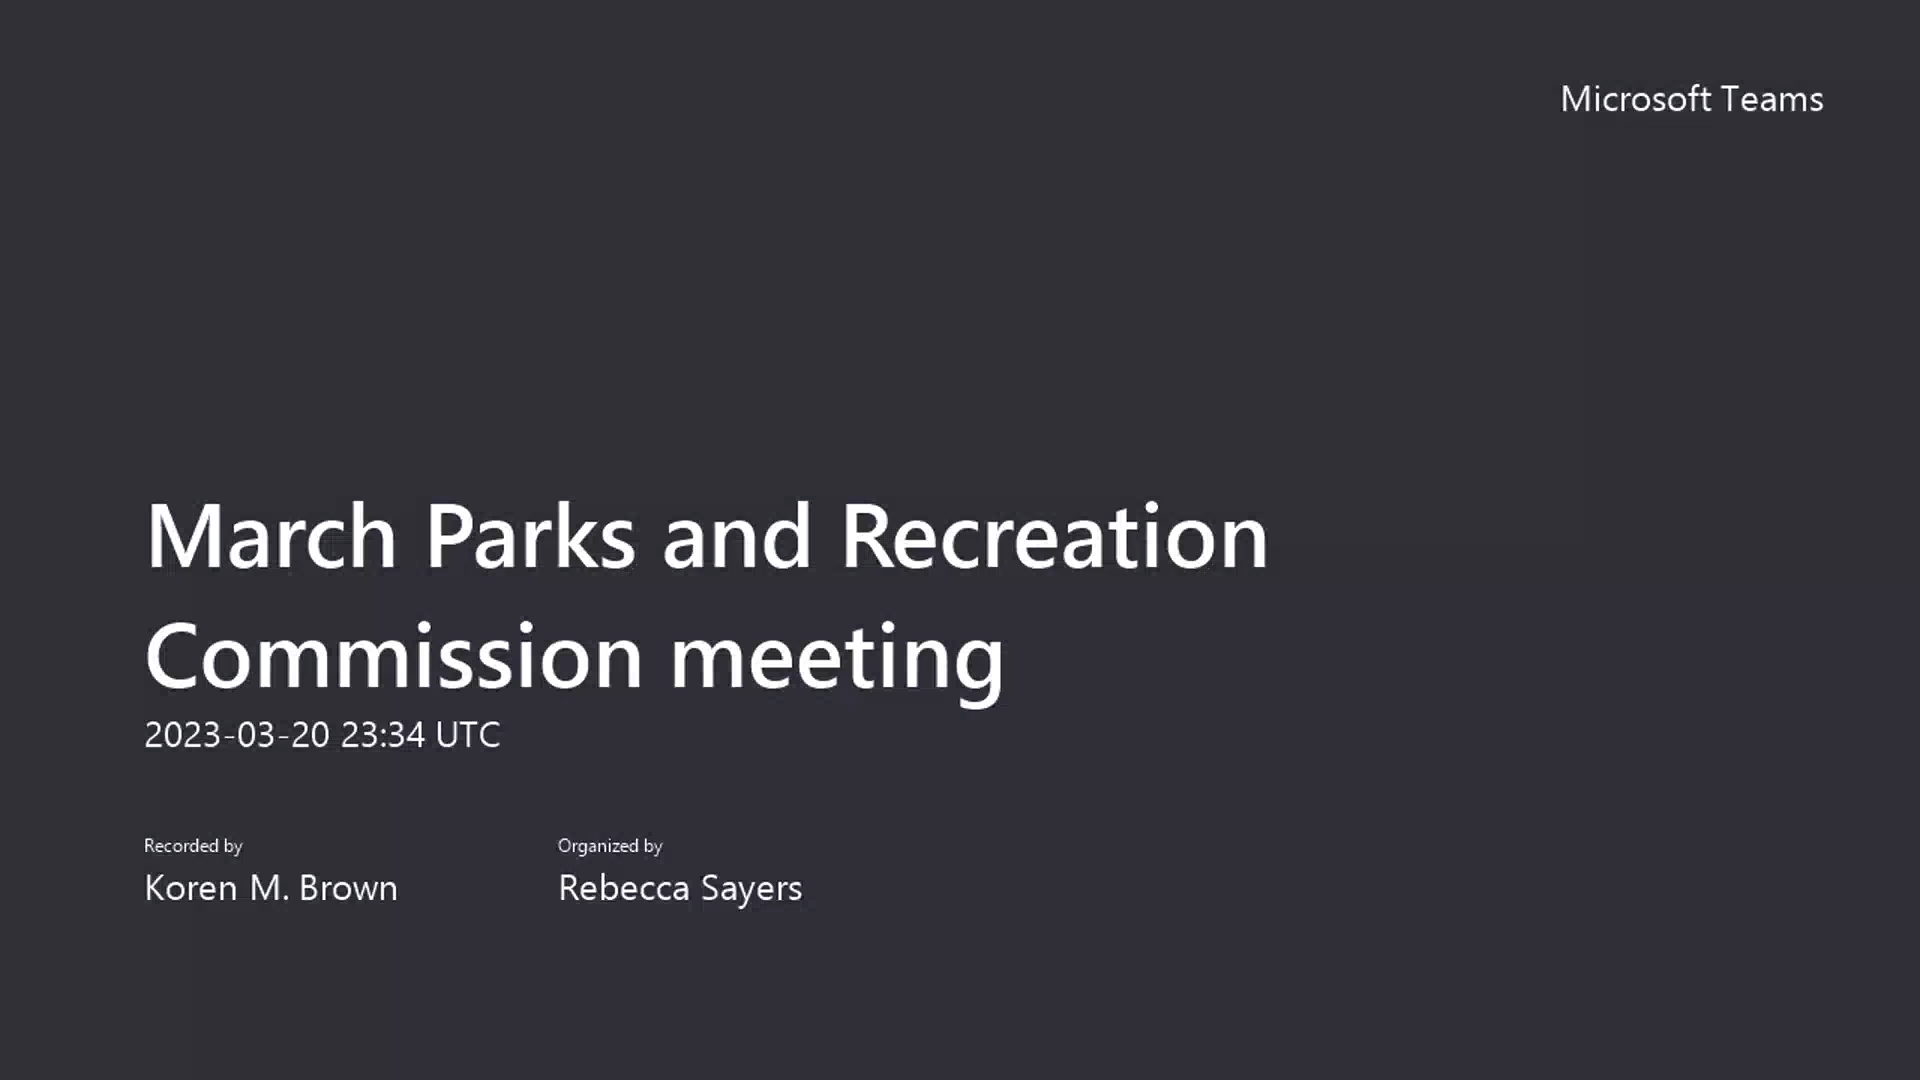 Microsoft Teams
March Parks and Recreation
Commission meeting
2023-03-20 23:34 UTC
Recorded by
Koren M. Brown
Organized by
Rebecca Sayers